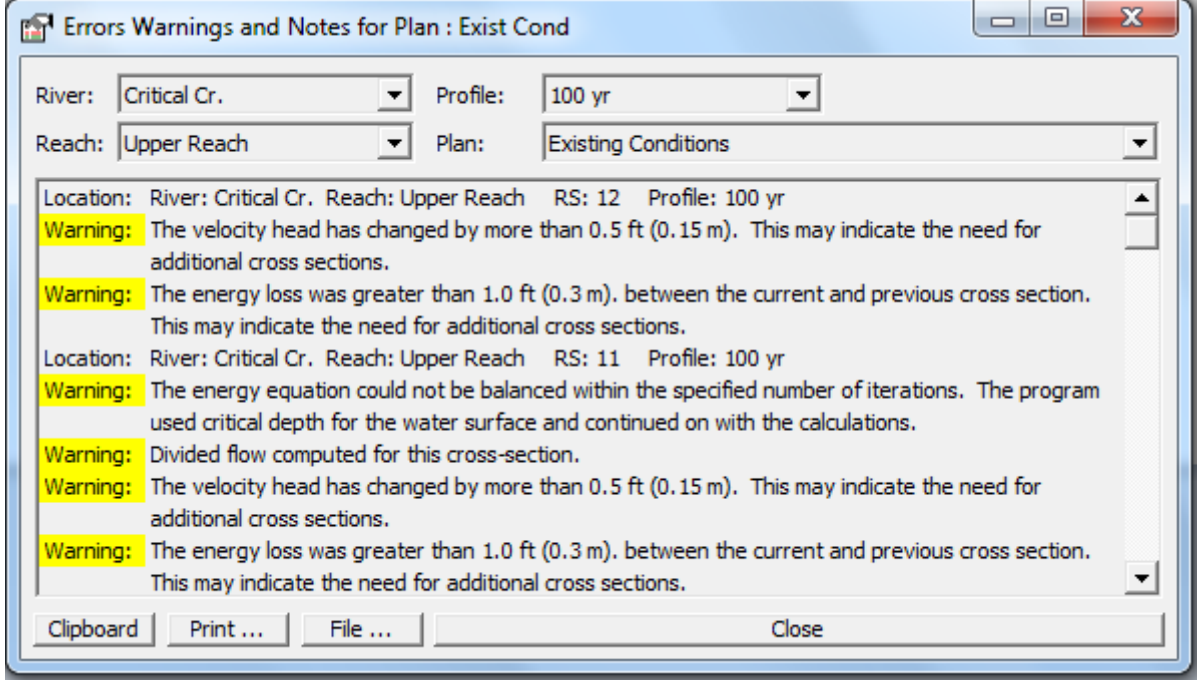 Errors Warnings and Notes for Plan : Exist Cond
River: Critical Cr. Profile: 100 yr
Reach: Upper Reach Plan: Existing Conditions
Location: River: Critical Cr. Reach: Upper Reach RS: 12 Profile: 100 yr
Warning: The velocity head has changed by more than 0.5 ft (0.15 m). This may indicate the need for
additional cross sections.
Warning: The energy loss was greater than 1.0 ft (0.3 m). between the current and previous cross section.
This may indicate the need for additional cross sections.
Location: River: Critical Cr. Reach: Upper Reach RS: 11 Profile: 100 yr
Warning: The energy equation could not be balanced within the specified number of iterations. The program
used critical depth for the water surface and continued on with the calculations.
Warning: Divided flow computed for this cross-section.
Warning: The velocity head has changed by more than 0.5 ft (0.15 m). This may indicate the need for
additional cross sections.
Warning: The energy loss was greater than 1.0 ft (0.3 m). between the current and previous cross section.
This may indicate the need for additional cross sections.
Clipboard Print ... File ... Close